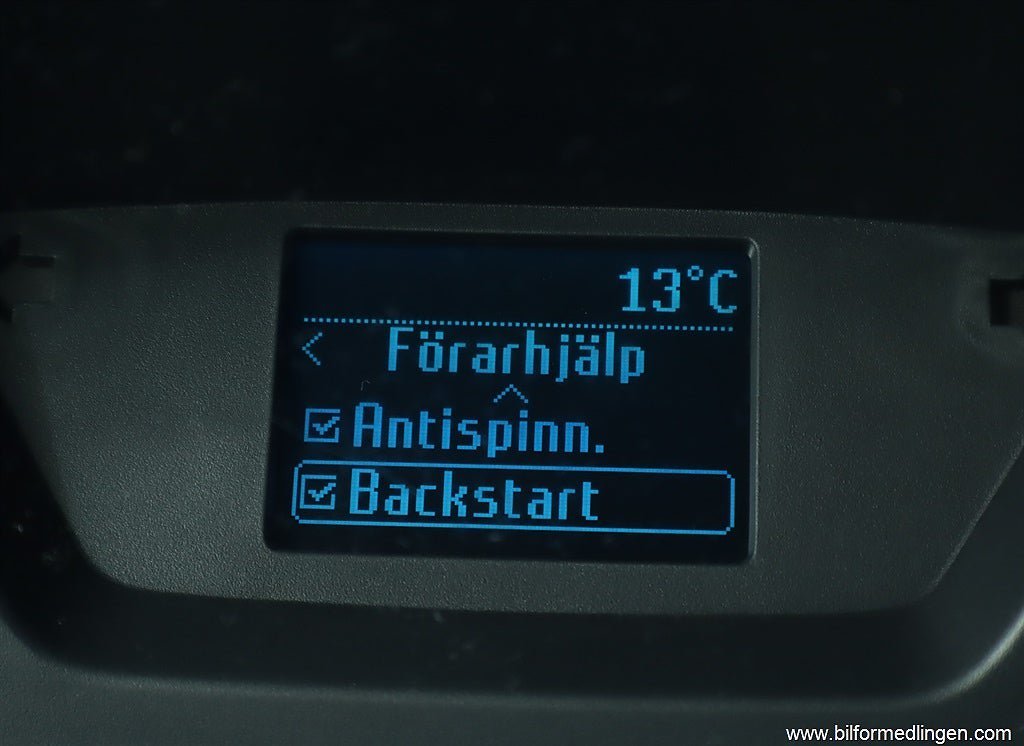 13°C
Förarhjälp
Antispinn.
Backstart
www.bilformedlingen.com